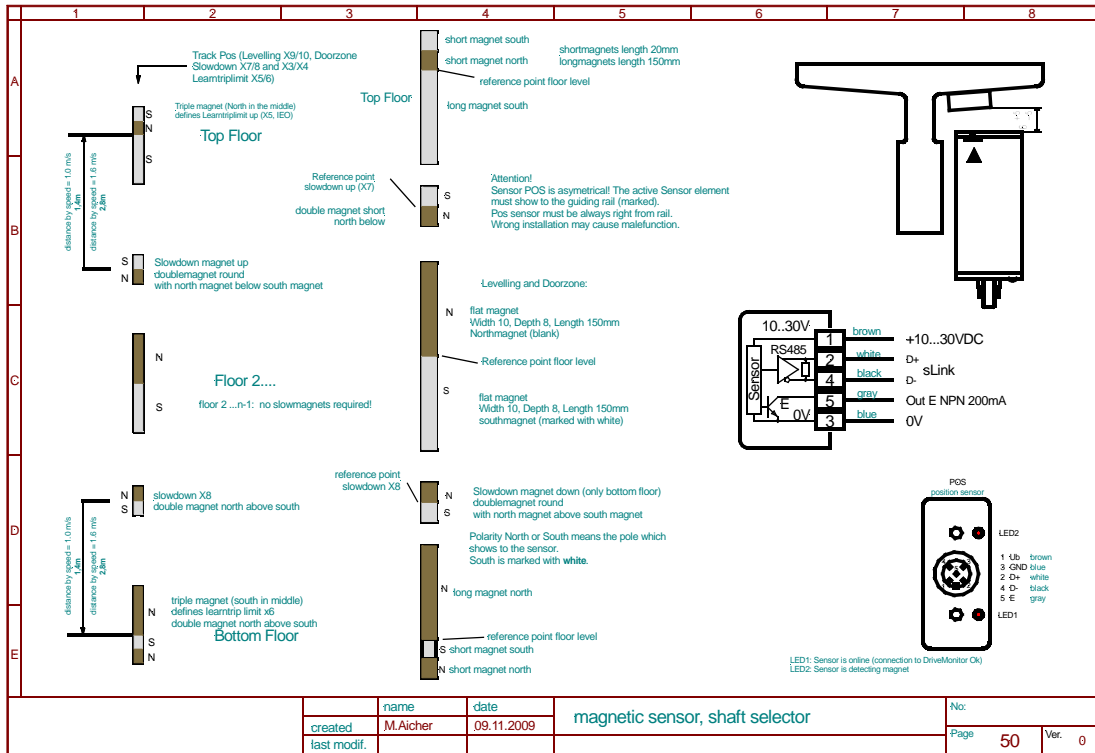 1 2 3 4 5 6 7 8
A
B
C
D
E
Track Pos (Levelling X9/10, Doorzone
Slowdown X7/8 and X3/X4
Learntriplimit X5/6)
Triple magnet (North in the middle)
defines Learntriplimit up (X5, IEO)
Top Floor
S
N
S
distance by speed = 1.0 m/s
1,4m
distance by speed = 1.6 m/s
2,8m
S
N
Slowdown magnet up
doublemagnet round
with north magnet below south magnet
N
S
Floor 2....
floor 2 ...n-1: no slowmagnets required!
N
S
slowdown X8
double magnet north above south
distance by speed = 1.0 m/s
1,4m
distance by speed = 1.6 m/s
2,8m
triple magnet (south in middle)
defines learntrip limit x6
double magnet north above south
Bottom Floor
N
S
N
short magnet south
short magnet north
reference point floor level
Top Floor
long magnet south
shortmagnets length 20mm
longmagnets length 150mm
Reference point
slowdown up (X7)
double magnet short
north below
S
N
Attention!
Sensor POS is asymetrical! The active Sensor element
must show to the guiding rail (marked).
Pos sensor must be always right from rail.
Wrong installation may cause malefunction.
Levelling and Doorzone:
N
flat magnet
Width 10, Depth 8, Length 150mm
Northmagnet (blank)
Reference point floor level
S
flat magnet
Width 10, Depth 8, Length 150mm
southmagnet (marked with white)
reference point
slowdown X8
N
S
Slowdown magnet down (only bottom floor)
doublemagnet round
with north magnet above south magnet
Polarity North or South means the pole which
shows to the sensor.
South is marked with white.
N
long magnet north
reference point floor level
S short magnet south
N short magnet north
10..30V
RS485
Sensor
E
0V
1 brown +10...30VDC
2 white D+
sLink
4 black D-
5 gray Out E NPN 200mA
3 blue 0V
POS
position sensor
LED2
1 Ub brown
3 GND blue
2 D+ white
4 D- black
5 E gray
LED1
LED1: Sensor is online (connection to DriveMonitor Ok)
LED2: Sensor is detecting magnet
name date
created M.Aicher 09.11.2009
last modif.
magnetic sensor, shaft selector
No:
Page 50 Ver. 0